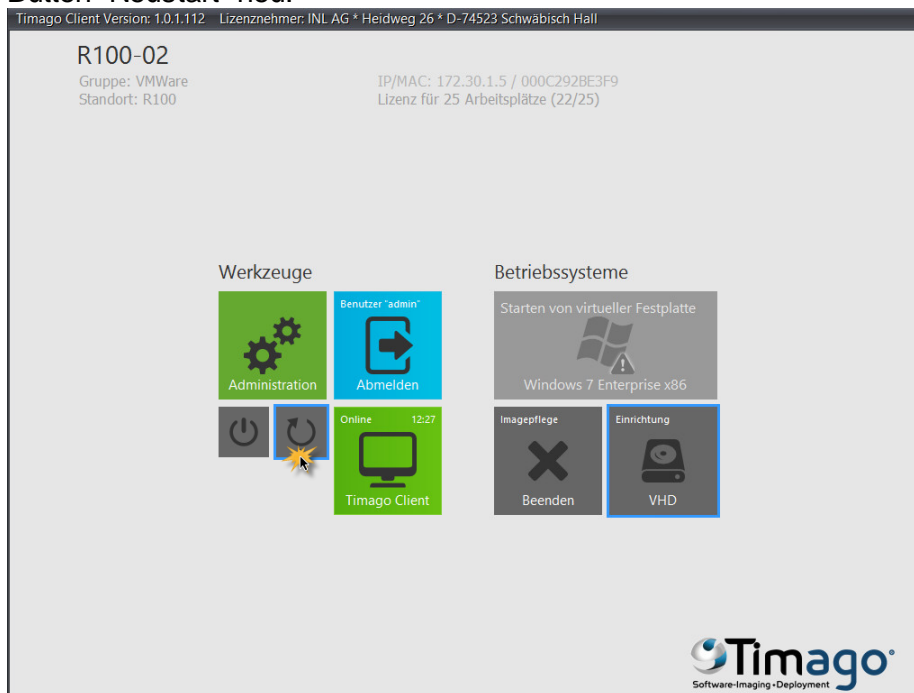 Button "Neustart" neu.
Timago Client Version: 1.0.1.112 Lizenznehmer: INL AG * Heidweg 26 * D-74523 Schwäbisch Hall
R100-02
Gruppe: VMWare
Standort: R100
IP/MAC: 172.30.1.5 / 000C292BE3F9
Lizenz für 25 Arbeitsplätze (22/25)
Werkzeuge
Administration
Benutzer "admin"
Abmelden
Online 12:27
Timago Client
Betriebssysteme
Starten von virtueller Festplatte
Windows 7 Enterprise x86
Imagepflege
Beenden
Einrichtung
VHD
Timago
Software-Imaging•Deployment